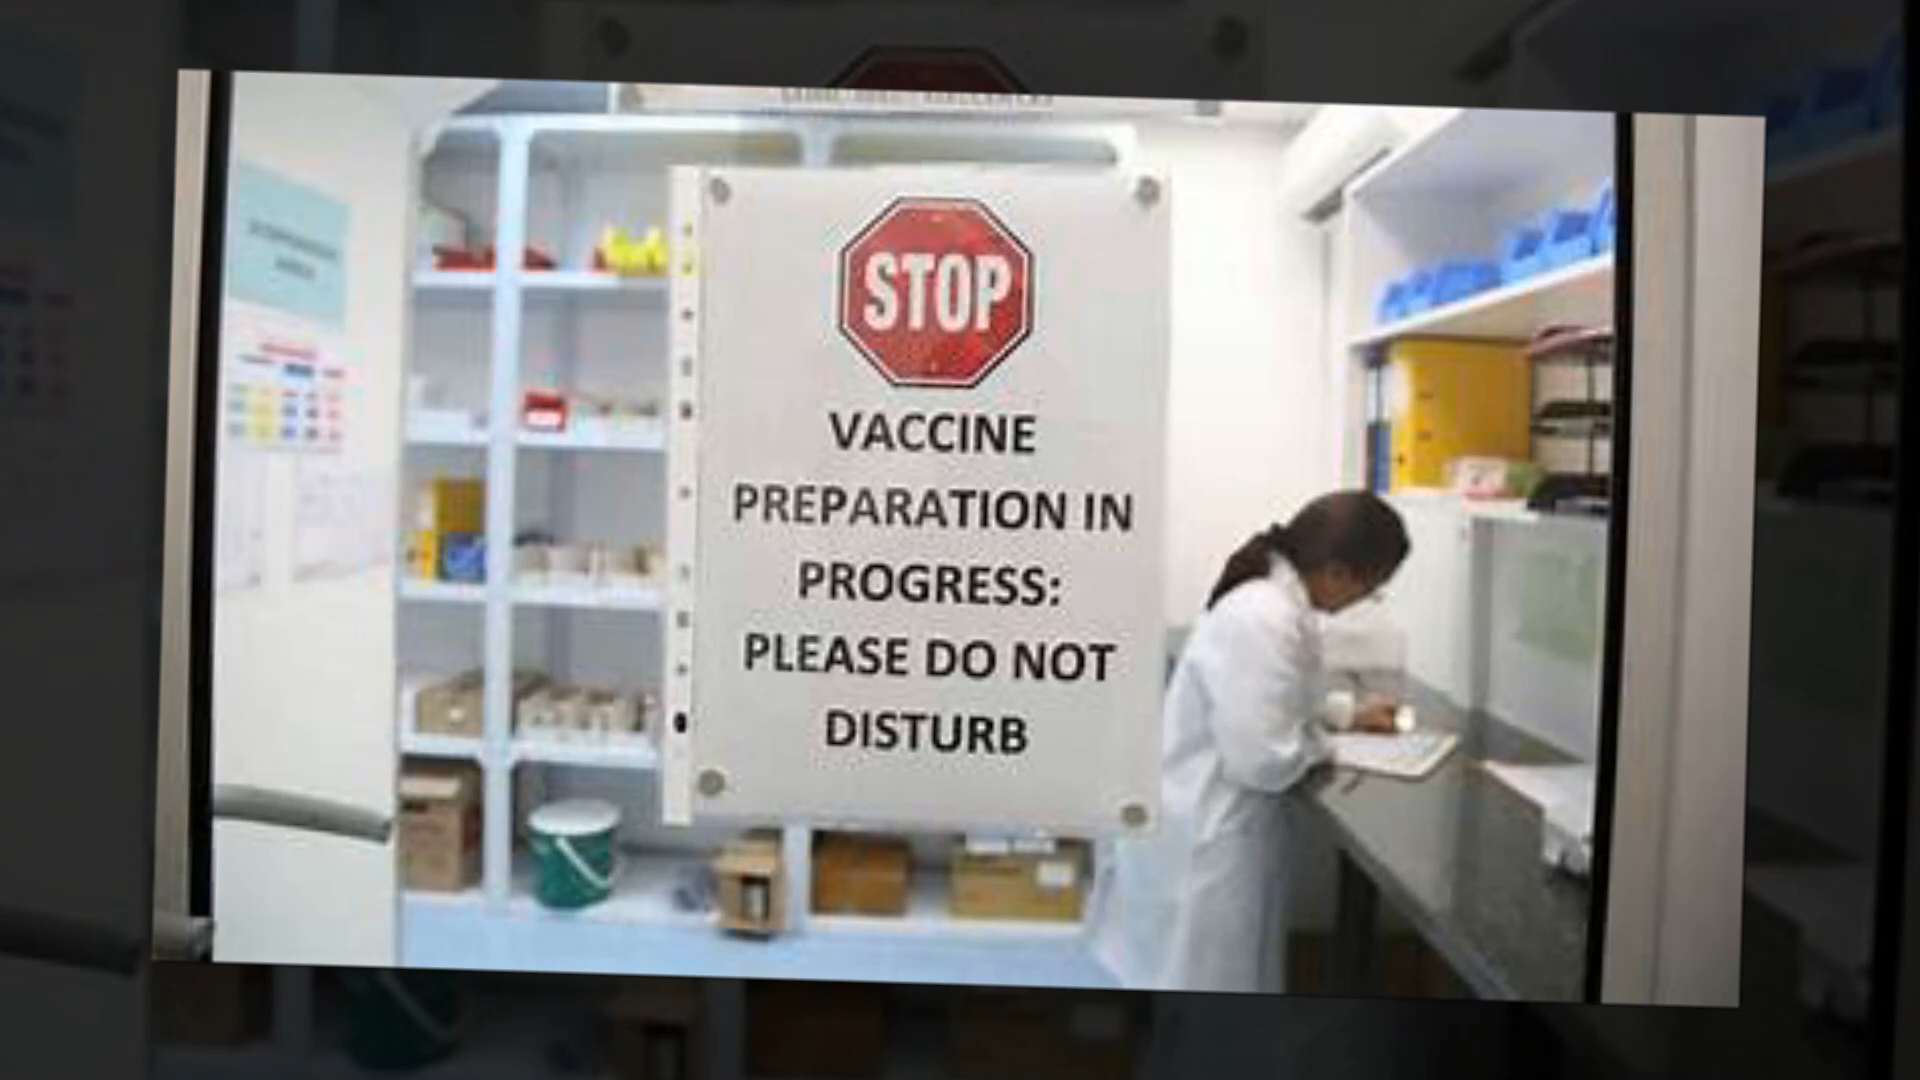 STOP
VACCINE
PREPARATION IN
PROGRESS:
PLEASE DO NOT
DISTURB